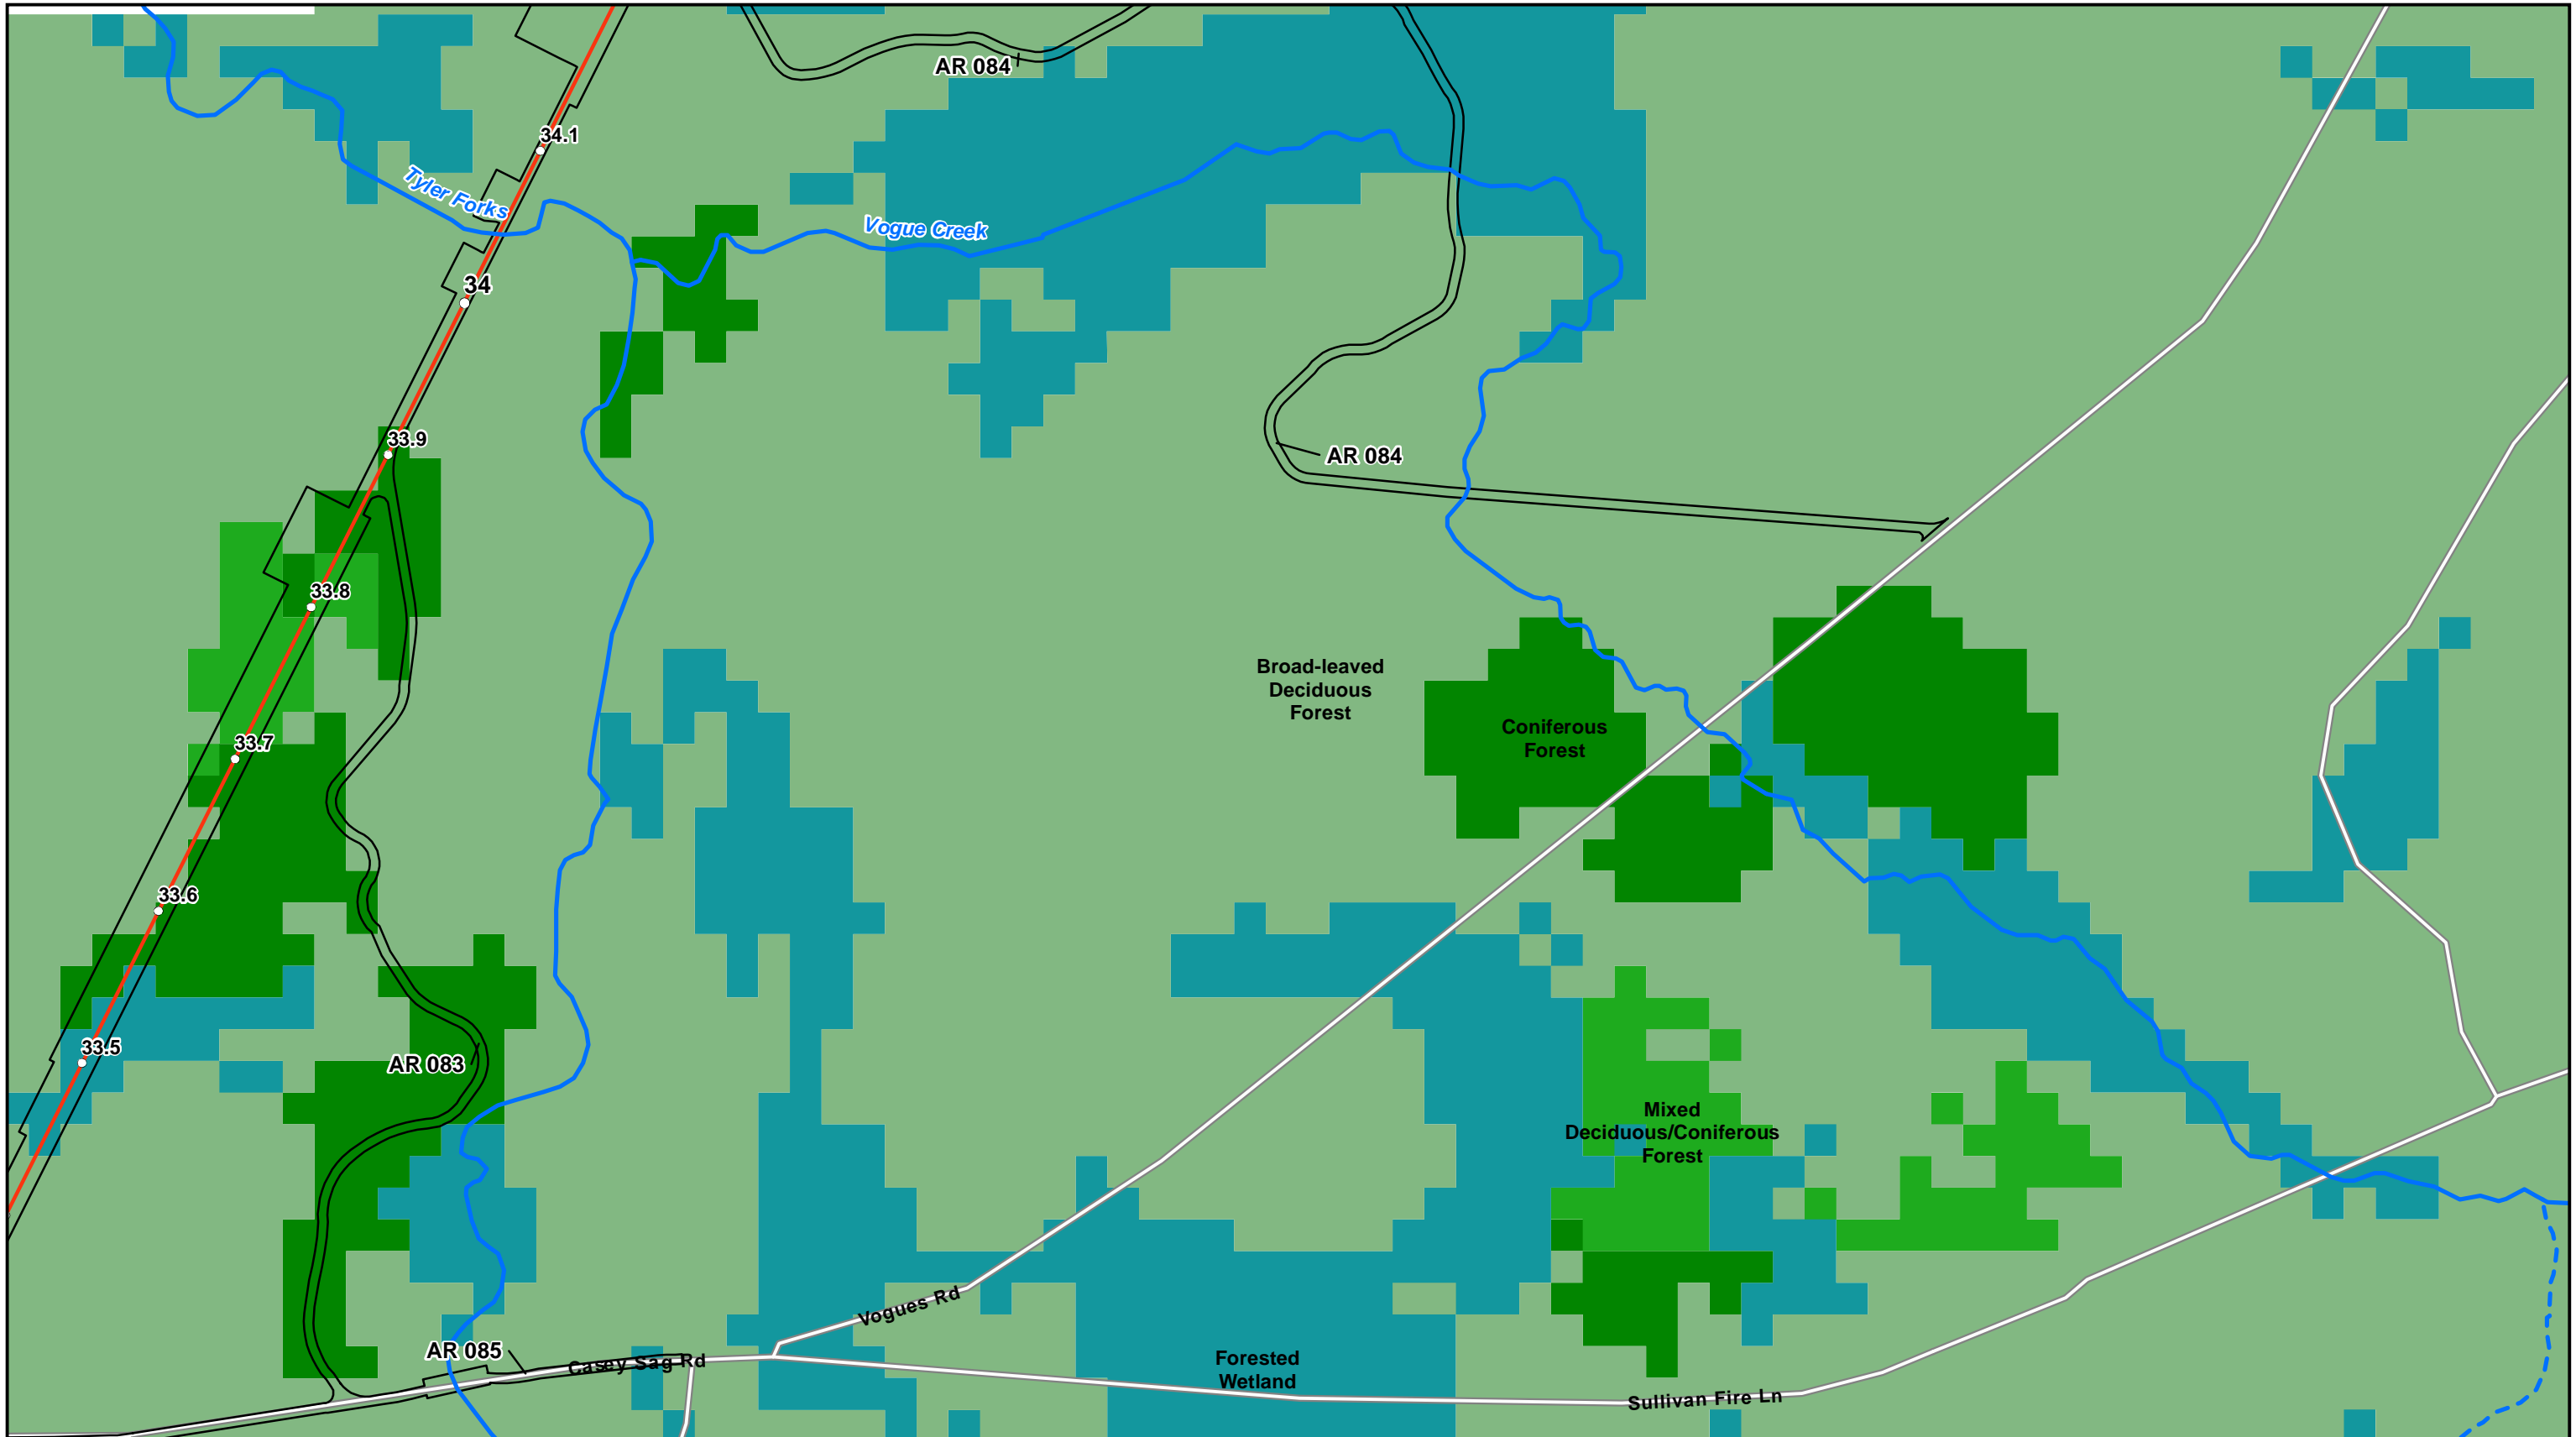 AR 084
34.1
Tyler Forks
Vogue Creek
34
33.9
AR 084
33.8
Broad-leaved
Deciduous
Forest
Coniferous
Forest
33.7
33.6
33.5
AR 083
Mixed
Deciduous/Coniferous
Forest
Vogues Rd
AR 085
Casey Sag Rd
Forested
Wetland
Sullivan Fire Ln